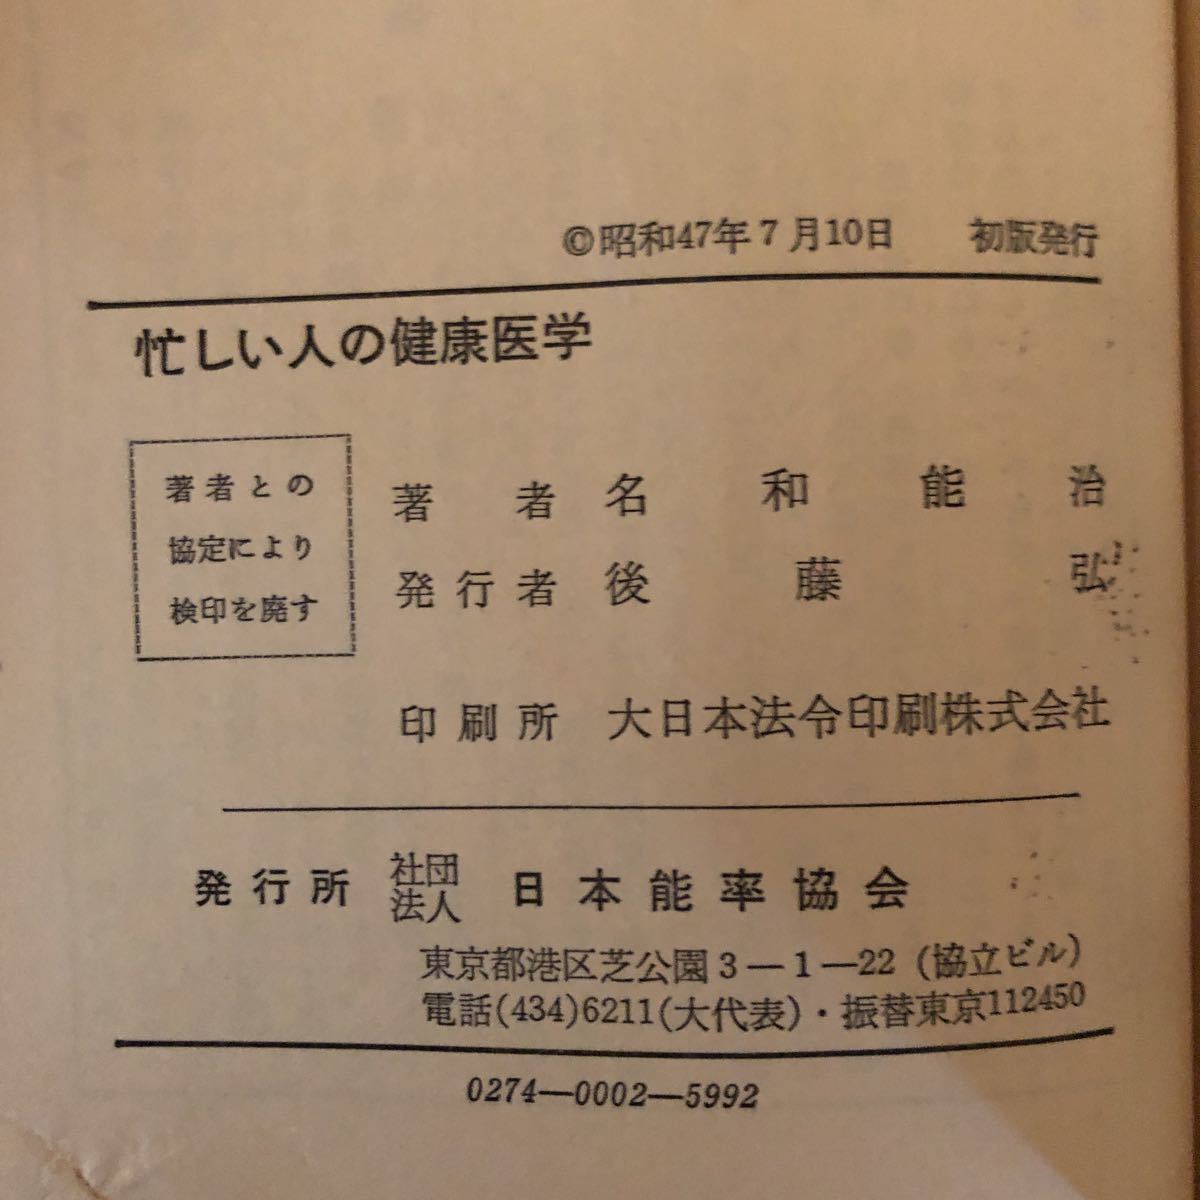 ©昭和47年7月10日 初版発行
忙しい人の健康医学
著者との
協定により
検印を廃す
著者 名和能治
発行者 後藤弘
印刷所 大日本法令印刷株式会社
発行所 社団法人 日本能率協会
東京都港区芝公園3―1―22 (協立ビル)
電話(434)6211(大代表)・振替東京112450
0274―0002―5992